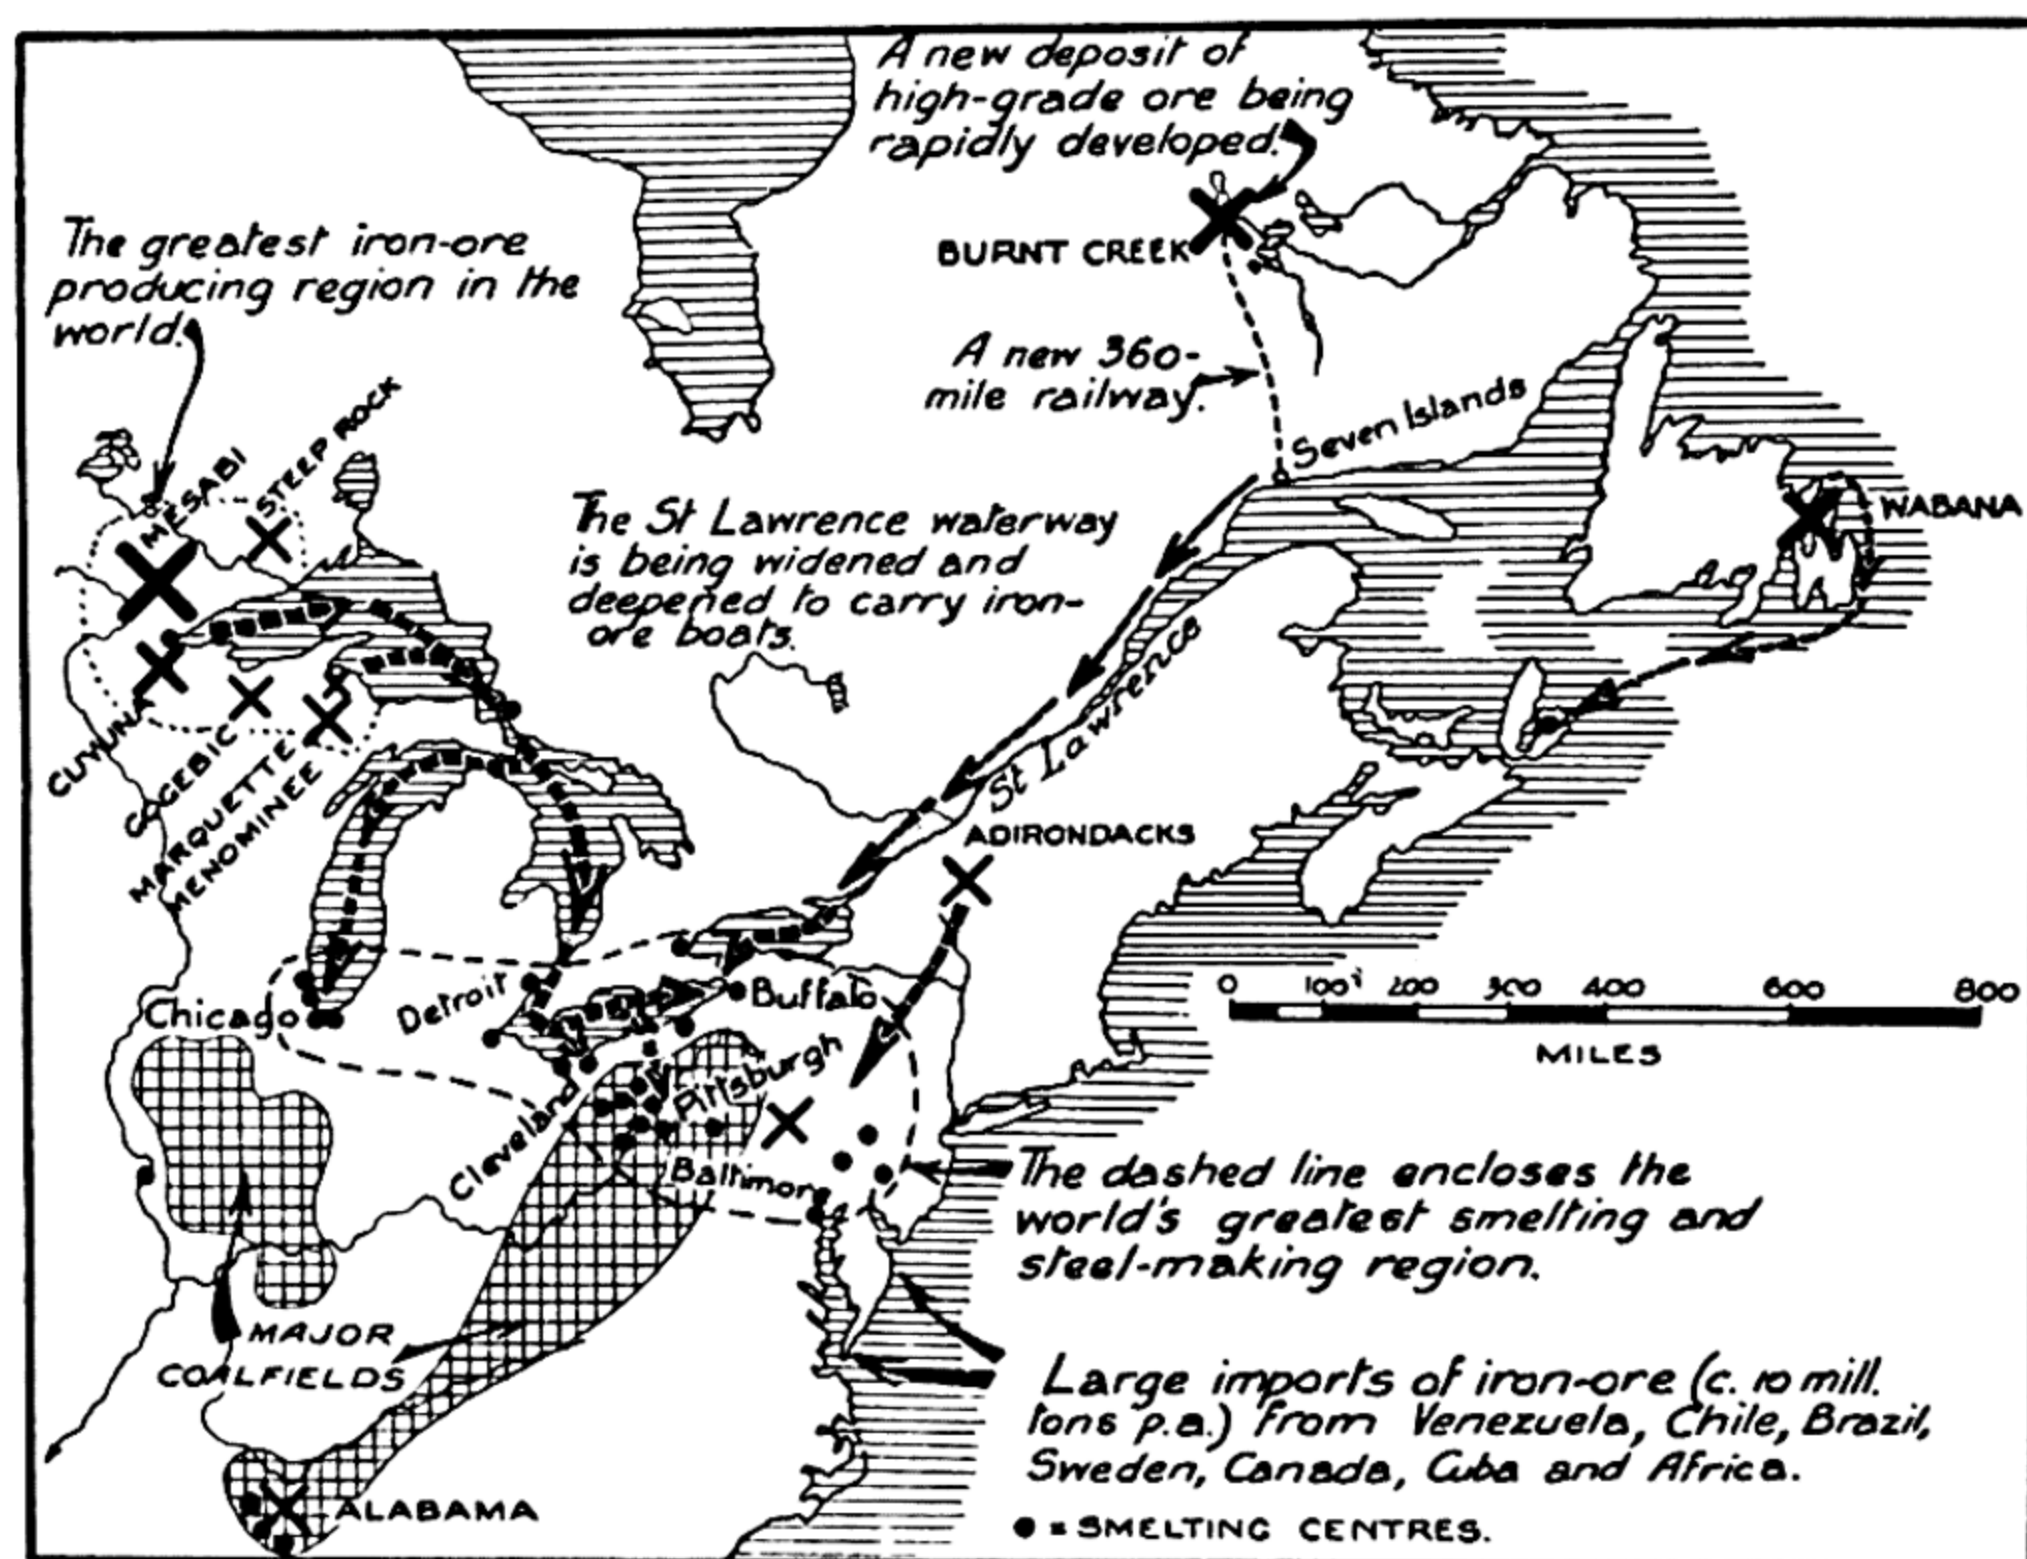 A new deposit of
high-grade ore being
rapidly developed.
The greatest iron-ore
producing region in the
world.
BURNT CREEK
A new 360-
mile railway.
Seven Islands
STEEP ROCK
MESABI
The St Lawrence waterway
is being widened and
deepened to carry iron-
ore boats.
WABANA
St Lawrence
CUYUNA
GOGEBIC
MARQUETTE
MENOMINEE
ADIRONDACKS
Chicago
Detroit
Buffalo
0 100 200 300 400 600 800
MILES
Cleveland
Pittsburgh
Baltimore
The dashed line encloses the
world's greatest smelting and
steel-making region.
MAJOR
COALFIELDS
Large imports of iron-ore (c. 10 mill.
tons p.a.) from Venezuela, Chile, Brazil,
Sweden, Canada, Cuba and Africa.
ALABAMA
● = SMELTING CENTRES.